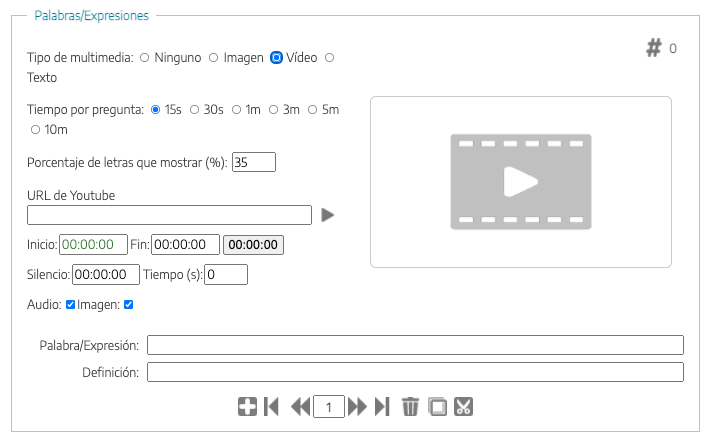 Palabras/Expresiones
# 0
Tipo de multimedia: Ninguno Imagen Vídeo
Texto
Tiempo por pregunta: 15s 30s 1m 3m 5m
10m
Porcentaje de letras que mostrar (%): 35
URL de Youtube
Inicio: 00:00:00 Fin: 00:00:00 00:00:00
Silencio: 00:00:00 Tiempo (s): 0
Audio: Imagen:
Palabra/Expresión:
Definición:
1